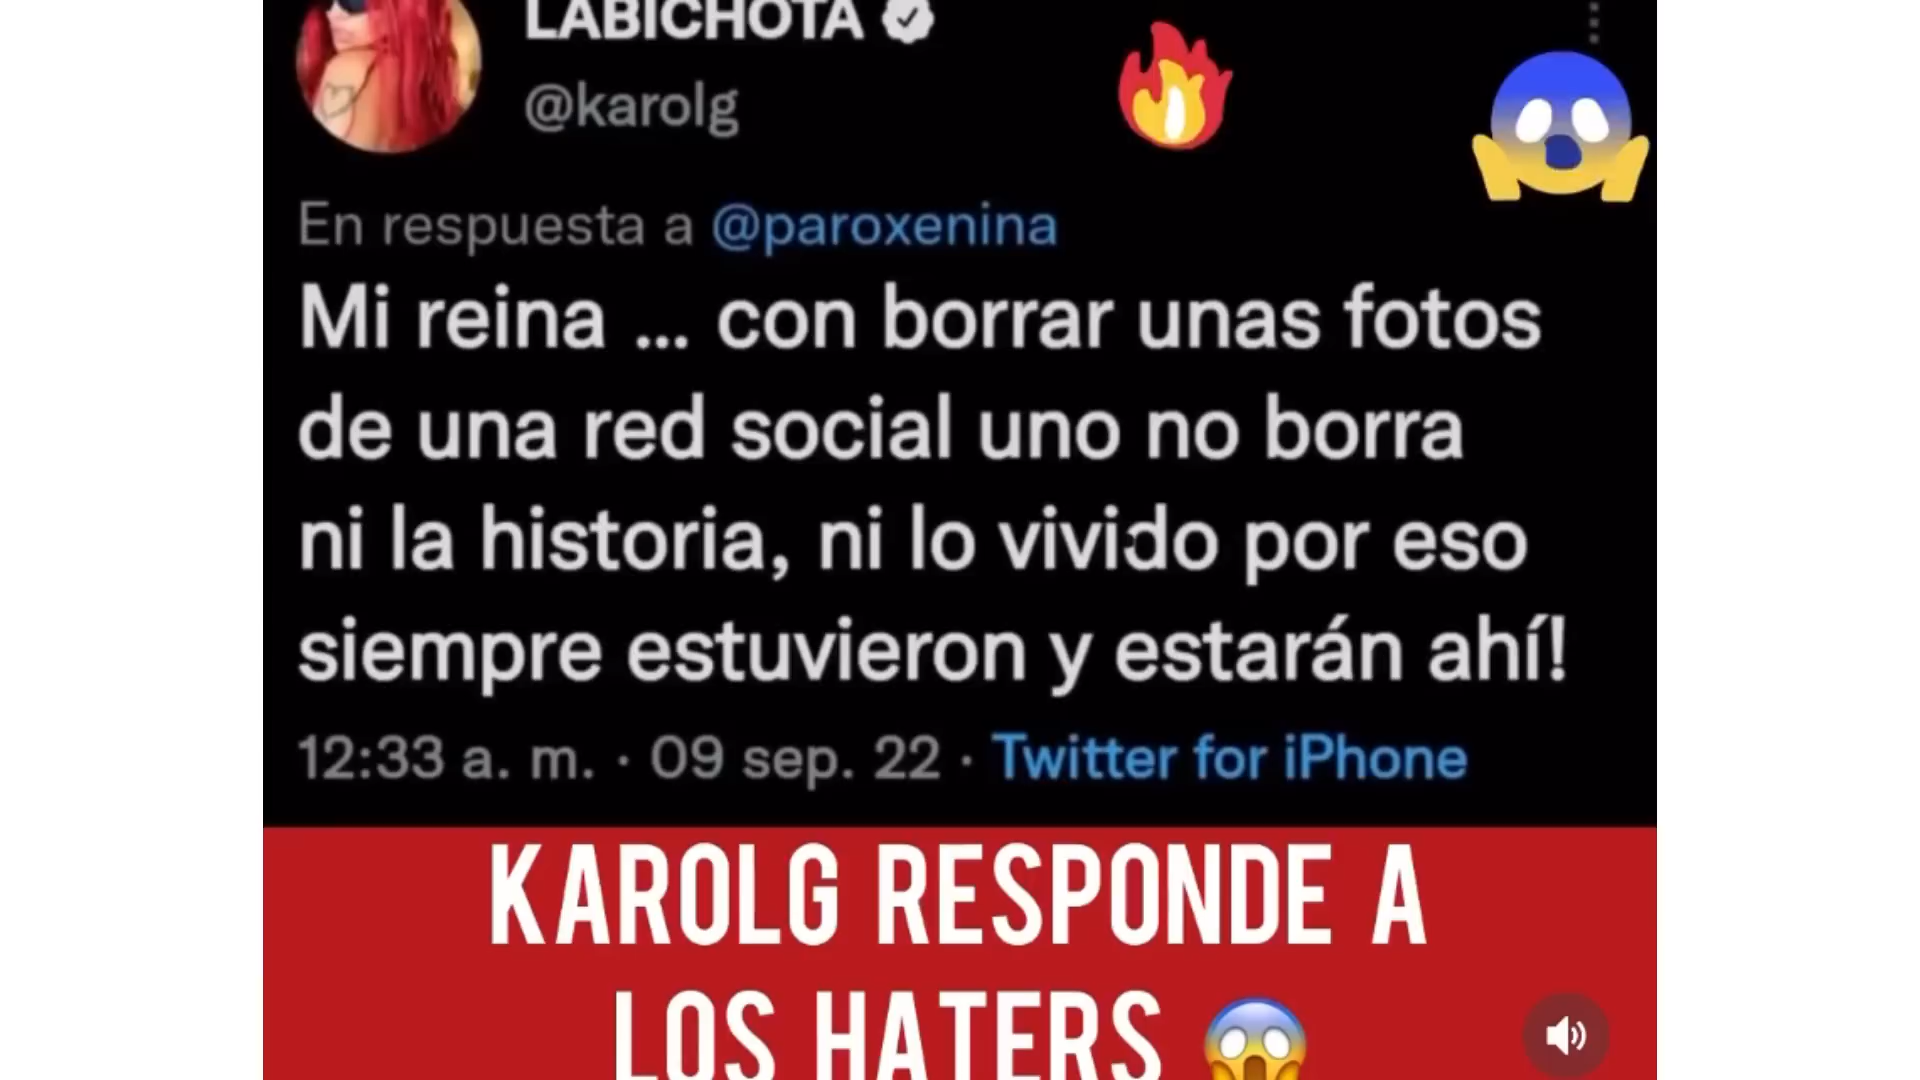 LABICHOTA
@karolg
En respuesta a @paroxenina
Mi reina ... con borrar unas fotos
de una red social uno no borra
ni la historia, ni lo vivido por eso
siempre estuvieron y estarán ahí!
12:33 a. m. · 09 sep. 22 · Twitter for iPhone
KAROLG RESPONDE A
LOS HATERS